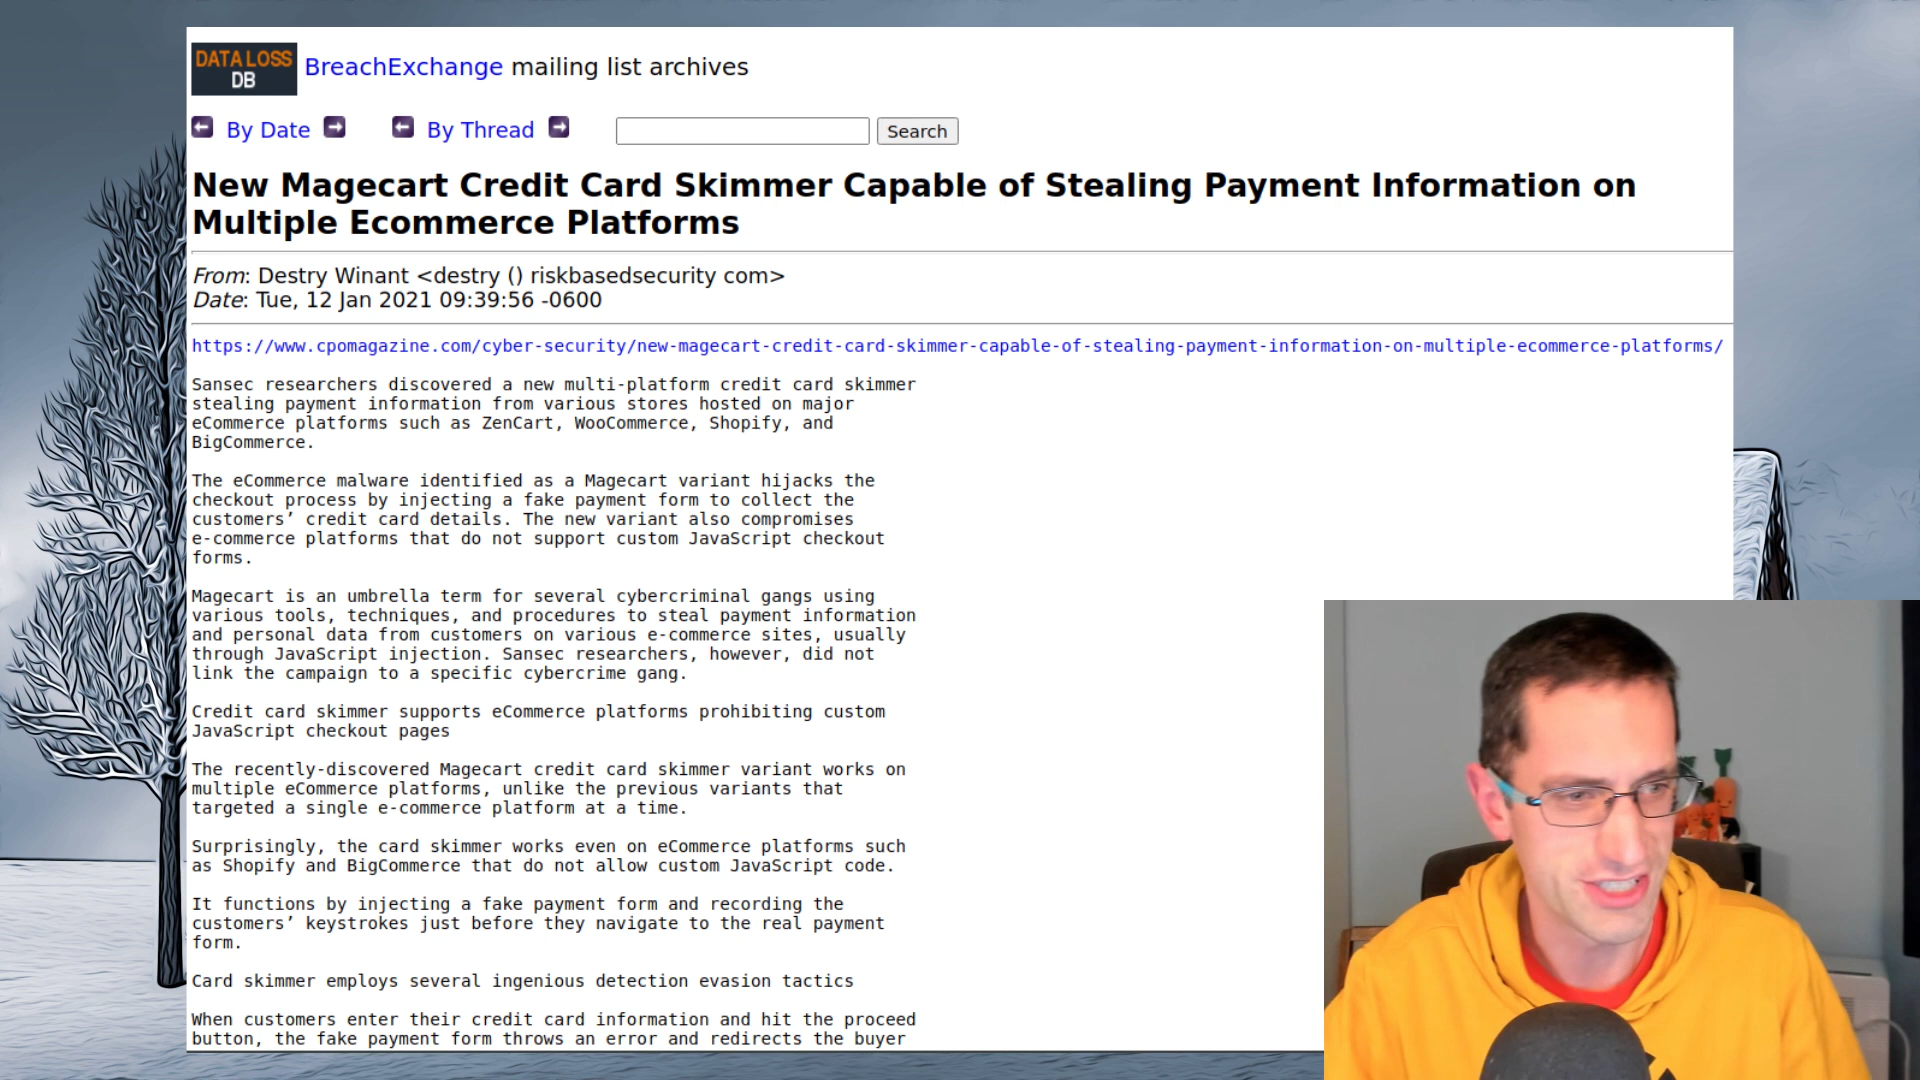 DATA LOSS
DB
BreachExchange mailing list archives
By Date By Thread Search
New Magecart Credit Card Skimmer Capable of Stealing Payment Information on
Multiple Ecommerce Platforms
From: Destry Winant <destry () riskbasedsecurity com>
Date: Tue, 12 Jan 2021 09:39:56 -0600
https://www.cpomagazine.com/cyber-security/new-magecart-credit-card-skimmer-capable-of-stealing-payment-information-on-multiple-ecommerce-platforms/
Sansec researchers discovered a new multi-platform credit card skimmer
stealing payment information from various stores hosted on major
eCommerce platforms such as ZenCart, WooCommerce, Shopify, and
BigCommerce.
The eCommerce malware identified as a Magecart variant hijacks the
checkout process by injecting a fake payment form to collect the
customers’ credit card details. The new variant also compromises
e-commerce platforms that do not support custom JavaScript checkout
forms.
Magecart is an umbrella term for several cybercriminal gangs using
various tools, techniques, and procedures to steal payment information
and personal data from customers on various e-commerce sites, usually
through JavaScript injection. Sansec researchers, however, did not
link the campaign to a specific cybercrime gang.
Credit card skimmer supports eCommerce platforms prohibiting custom
JavaScript checkout pages
The recently-discovered Magecart credit card skimmer variant works on
multiple eCommerce platforms, unlike the previous variants that
targeted a single e-commerce platform at a time.
Surprisingly, the card skimmer works even on eCommerce platforms such
as Shopify and BigCommerce that do not allow custom JavaScript code.
It functions by injecting a fake payment form and recording the
customers’ keystrokes just before they navigate to the real payment
form.
Card skimmer employs several ingenious detection evasion tactics
When customers enter their credit card information and hit the proceed
button, the fake payment form throws an error and redirects the buyer